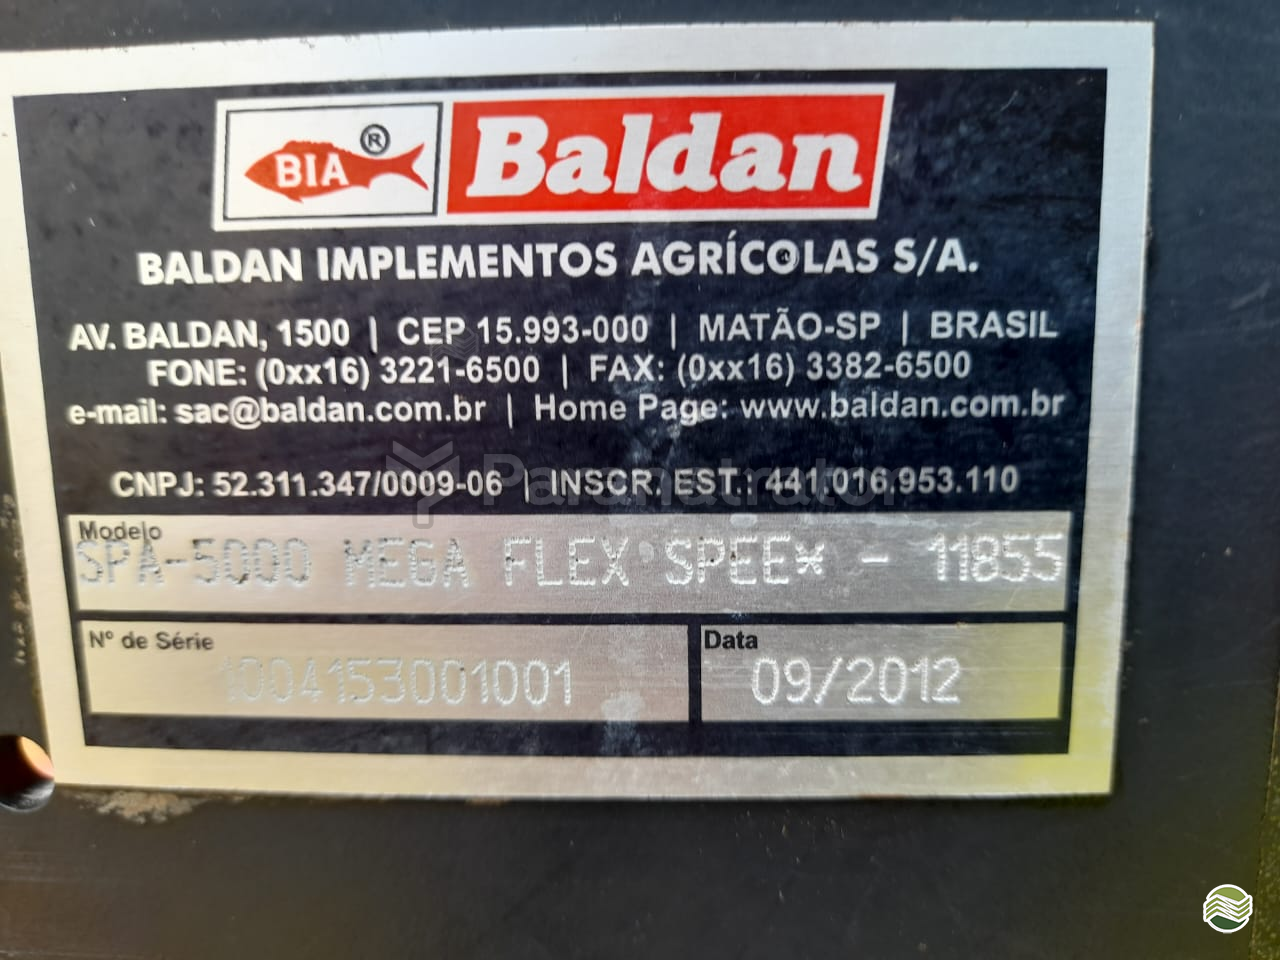 BIA ® Baldan
BALDAN IMPLEMENTOS AGRÍCOLAS S/A.
AV. BALDAN, 1500 | CEP 15.993-000 | MATÃO-SP | BRASIL
FONE: (0xx16) 3221-6500 | FAX: (0xx16) 3382-6500
e-mail: sac@baldan.com.br | Home Page: www.baldan.com.br
Paranatrator
CNPJ: 52.311.347/0009-06 | INSCR. EST.: 441.016.953.110
Modelo
SPA-5000 MEGA FLEX SPEE* - 11855
Nº de Série
1004153001001
Data
09/2012